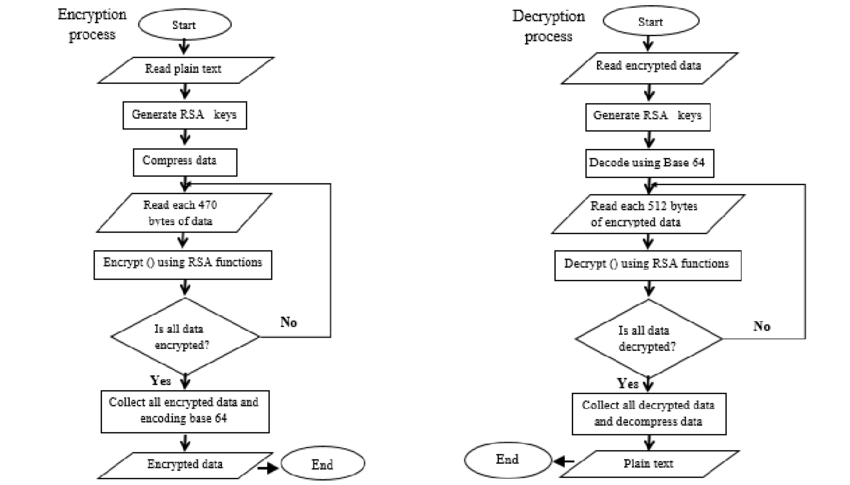 Encryption
process
Start
Read plain text
Generate RSA keys
Compress data
Read each 470
bytes of data
Encrypt () using RSA functions
Is all data
encrypted?
No
Yes
Collect all encrypted data and
encoding base 64
Encrypted data
End
Decryption
process
Start
Read encrypted data
Generate RSA keys
Decode using Base 64
Read each 512 bytes
of encrypted data
Decrypt () using RSA functions
Is all data
decrypted?
No
Yes
Collect all decrypted data
and decompress data
Plain text
End